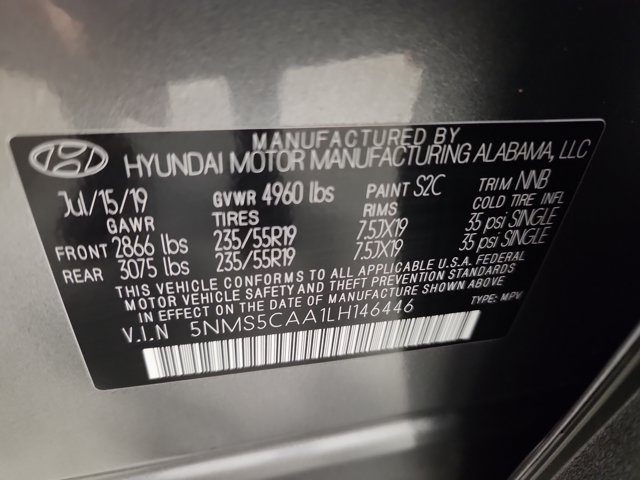 MANUFACTURED BY
HYUNDAI MOTOR MANUFACTURING ALABAMA, LLC
Jul/15/19 GVWR 4960 lbs PAINT S2C TRIM NNB
GAWR TIRES RIMS COLD TIRE INFL
FRONT 2866 lbs 235/55R19 7.5JX19 35 psi SINGLE
REAR 3075 lbs 235/55R19 7.5JX19 35 psi SINGLE
THIS VEHICLE CONFORMS TO ALL APPLICABLE U.S.A. FEDERAL
MOTOR VEHICLE SAFETY AND THEFT PREVENTION STANDARDS
IN EFFECT ON THE DATE OF MANUFACTURE SHOWN ABOVE
V.I.N 5NMS5CAA1LH146446 TYPE: MPV